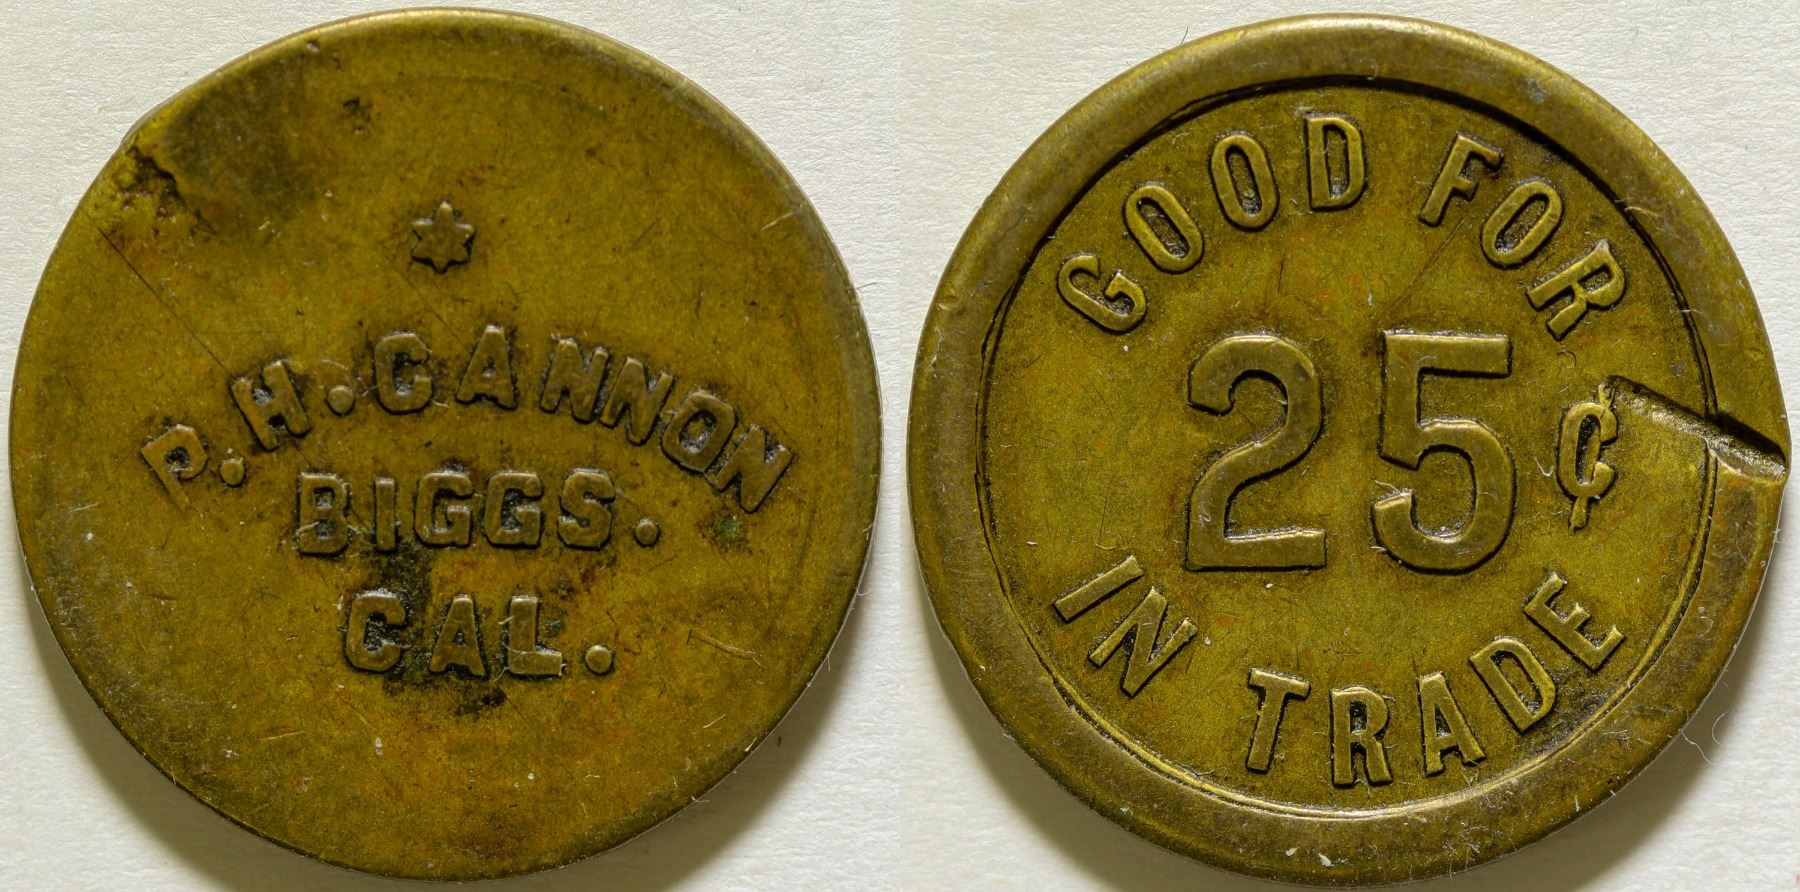 P. H. CANNON
BIGGS.
CAL.
GOOD FOR
25¢
IN TRADE